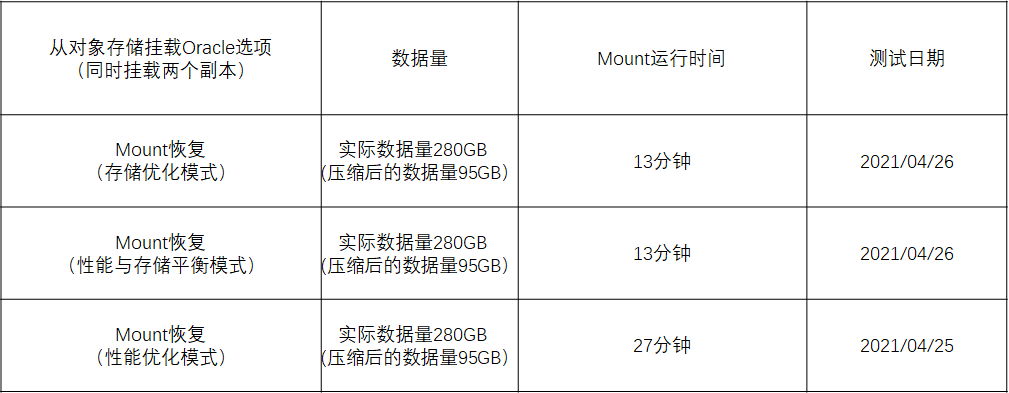 从对象存储挂载Oracle选项
（同时挂载两个副本）
数据量
Mount运行时间
测试日期
Mount恢复
（存储优化模式）
实际数据量280GB
(压缩后的数据量95GB）
13分钟
2021/04/26
Mount恢复
（性能与存储平衡模式）
实际数据量280GB
(压缩后的数据量95GB）
13分钟
2021/04/26
Mount恢复
（性能优化模式）
实际数据量280GB
(压缩后的数据量95GB）
27分钟
2021/04/25